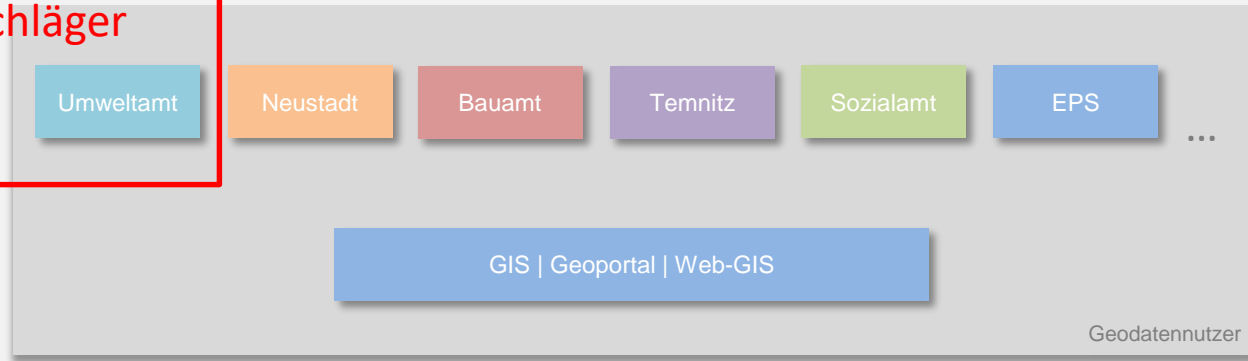 chläger
Umweltamt Neustadt Bauamt Temnitz Sozialamt EPS ...
GIS | Geoportal | Web-GIS
Geodatennutzer